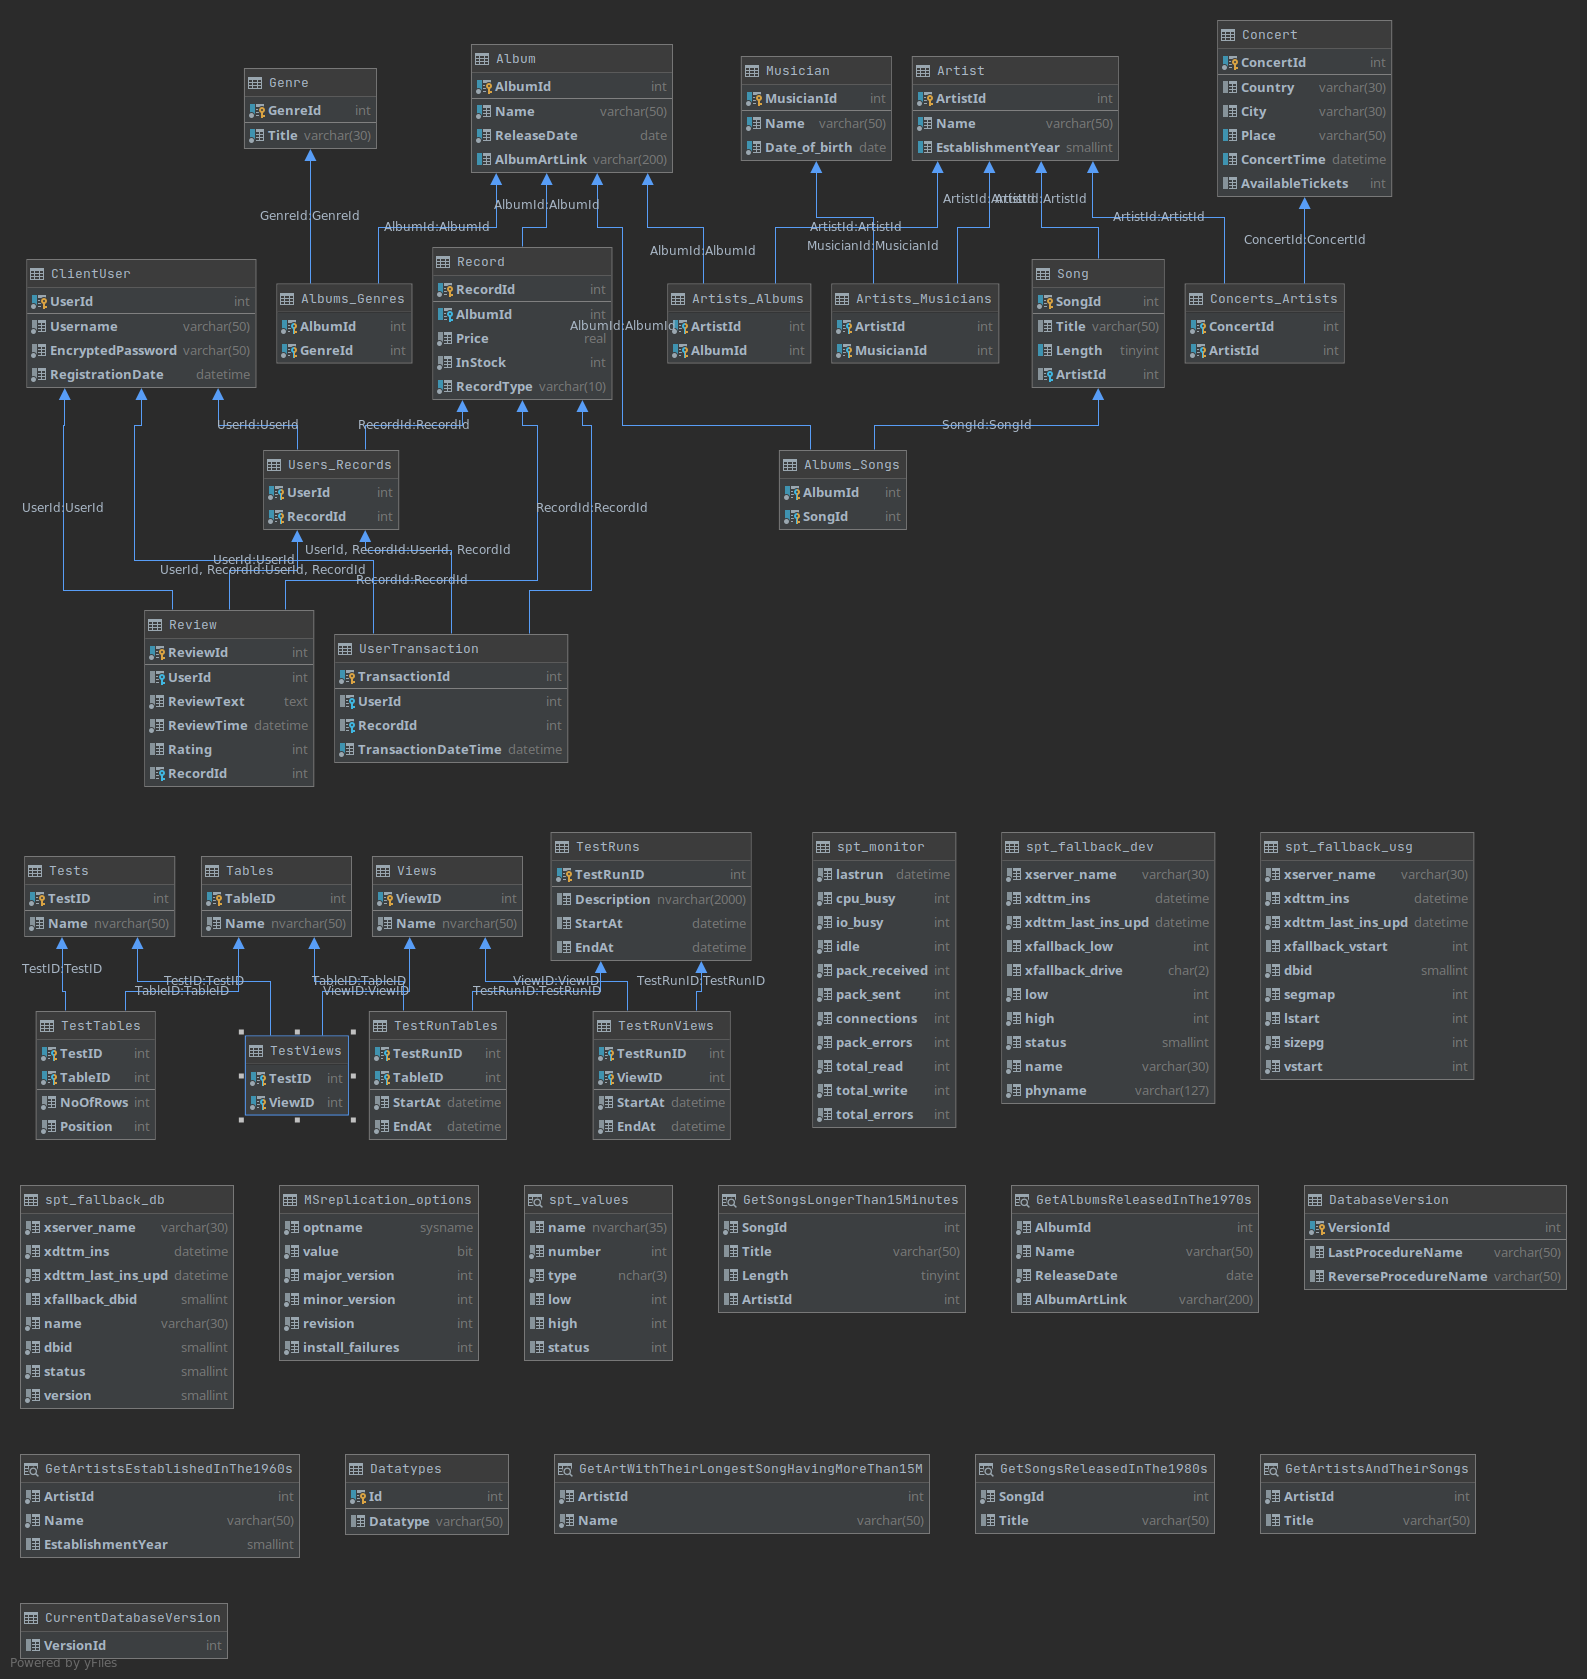 Genre
GenreId int
Title varchar(30)
Album
AlbumId int
Name varchar(50)
ReleaseDate date
AlbumArtLink varchar(200)
Musician
MusicianId int
Name varchar(50)
Date_of_birth date
Artist
ArtistId int
Name varchar(50)
EstablishmentYear smallint
Concert
ConcertId int
Country varchar(30)
City varchar(30)
Place varchar(50)
ConcertTime datetime
AvailableTickets int
GenreId:GenreId
AlbumId:AlbumId
AlbumId:AlbumId
AlbumId:AlbumId
AlbumId:AlbumId
ArtistId:ArtistId
MusicianId:MusicianId
ArtistId:ArtistId
ArtistId:ArtistId
ArtistId:ArtistId
ConcertId:ConcertId
ClientUser
UserId int
Username varchar(50)
EncryptedPassword varchar(50)
RegistrationDate datetime
Albums_Genres
AlbumId int
GenreId int
Record
RecordId int
AlbumId int
Price real
InStock int
RecordType varchar(10)
Artists_Albums
ArtistId int
AlbumId int
Artists_Musicians
ArtistId int
MusicianId int
Song
SongId int
Title varchar(50)
Length tinyint
ArtistId int
Concerts_Artists
ConcertId int
ArtistId int
UserId:UserId
RecordId:RecordId
SongId:SongId
Users_Records
UserId int
RecordId int
Albums_Songs
AlbumId int
SongId int
UserId:UserId
RecordId:RecordId
UserId, RecordId:UserId, RecordId
UserId:UserId
UserId, RecordId:UserId, RecordId
RecordId:RecordId
Review
ReviewId int
UserId int
ReviewText text
ReviewTime datetime
Rating int
RecordId int
UserTransaction
TransactionId int
UserId int
RecordId int
TransactionDateTime datetime
Tests
TestID int
Name nvarchar(50)
Tables
TableID int
Name nvarchar(50)
Views
ViewID int
Name nvarchar(50)
TestRuns
TestRunID int
Description nvarchar(2000)
StartAt datetime
EndAt datetime
spt_monitor
lastrun datetime
cpu_busy int
io_busy int
idle int
pack_received int
pack_sent int
connections int
pack_errors int
total_read int
total_write int
total_errors int
spt_fallback_dev
xserver_name varchar(30)
xdttm_ins datetime
xdttm_last_ins_upd datetime
xfallback_low int
xfallback_drive char(2)
low int
high int
status smallint
name varchar(30)
phyname varchar(127)
spt_fallback_usg
xserver_name varchar(30)
xdttm_ins datetime
xdttm_last_ins_upd datetime
xfallback_vstart int
dbid smallint
segmap int
lstart int
sizepg int
vstart int
TestID:TestID
TestID:TestID
TableID:TableID
TableID:TableID
ViewID:ViewID
ViewID:ViewID
TestRunID:TestRunID
TestRunID:TestRunID
TestTables
TestID int
TableID int
NoOfRows int
Position int
TestViews
TestID int
ViewID int
TestRunTables
TestRunID int
TableID int
StartAt datetime
EndAt datetime
TestRunViews
TestRunID int
ViewID int
StartAt datetime
EndAt datetime
spt_fallback_db
xserver_name varchar(30)
xdttm_ins datetime
xdttm_last_ins_upd datetime
xfallback_dbid smallint
name varchar(30)
dbid smallint
status smallint
version smallint
MSreplication_options
optname sysname
value bit
major_version int
minor_version int
revision int
install_failures int
spt_values
name nvarchar(35)
number int
type nchar(3)
low int
high int
status int
GetSongsLongerThan15Minutes
SongId int
Title varchar(50)
Length tinyint
ArtistId int
GetAlbumsReleasedInThe1970s
AlbumId int
Name varchar(50)
ReleaseDate date
AlbumArtLink varchar(200)
DatabaseVersion
VersionId int
LastProcedureName varchar(50)
ReverseProcedureName varchar(50)
GetArtistsEstablishedInThe1960s
ArtistId int
Name varchar(50)
EstablishmentYear smallint
Datatypes
Id int
Datatype varchar(50)
GetArtWithTheirLongestSongHavingMoreThan15M
ArtistId int
Name varchar(50)
GetSongsReleasedInThe1980s
SongId int
Title varchar(50)
GetArtistsAndTheirSongs
ArtistId int
Title varchar(50)
CurrentDatabaseVersion
VersionId int
Powered by yFiles